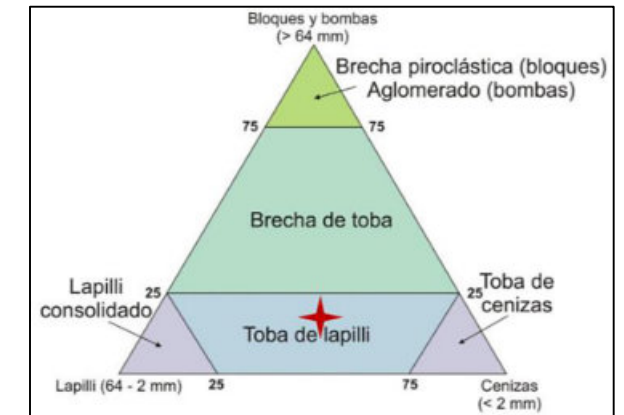 Bloques y bombas
(> 64 mm)
Brecha piroclástica (bloques)
Aglomerado (bombas)
75
75
Brecha de toba
Lapilli
consolidado
25
25
Toba de
cenizas
Toba de lapilli
Lapilli (64 - 2 mm)
25
75
Cenizas
(< 2 mm)